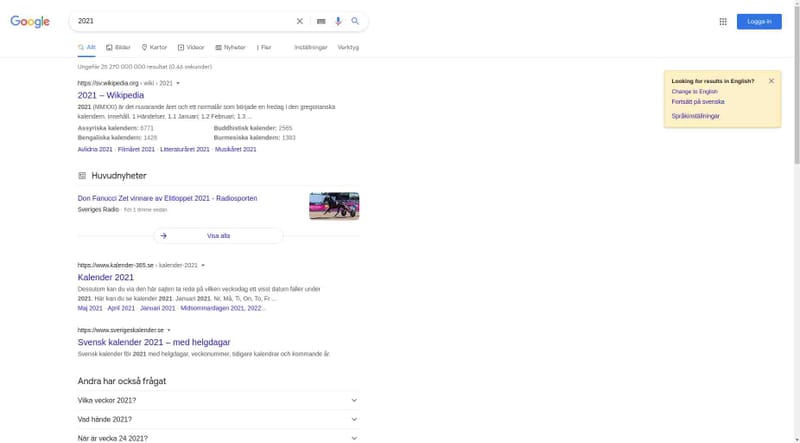 Google
2021
Logga in
Allt Bilder Kartor Videor Nyheter Fler Inställningar Verktyg
Ungefär 25 270 000 000 resultat (0,44 sekunder)
Looking for results in English?
Change to English
Fortsätt på svenska
Språkinställningar
https://sv.wikipedia.org › wiki › 2021
2021 – Wikipedia
2021 (MMXXI) är det nuvarande året och ett normalår som började en fredag i den gregorianska
kalendern. Innehåll. 1 Händelser. 1.1 Januari; 1.2 Februari; 1.3 ...
Assyriska kalendern: 6771 Buddhistisk kalender: 2565
Bengaliska kalendern: 1428 Burmesiska kalendern: 1383
Avlidna 2021 · Filmåret 2021 · Litteraturåret 2021 · Musikåret 2021
Huvudnyheter
Don Fanucci Zet vinnare av Elitloppet 2021 - Radiosporten
Sveriges Radio · För 1 timme sedan
Visa alla
https://www.kalender-365.se › kalender-2021
Kalender 2021
Dessutom kan du via den här sajten ta reda på vilken veckodag ett visst datum faller under
2021. Här kan du se kalender 2021. Januari 2021. Nr, Må, Ti, On, To, Fr ...
Maj 2021 · April 2021 · Januari 2021 · Midsommardagen 2021, 2022...
https://www.sverigeskalender.se
Svensk kalender 2021 – med helgdagar
Svensk kalender för 2021 med helgdagar, veckonummer, tidigare kalendrar och kommande år.
Andra har också frågat
Vilka veckor 2021?
Vad hände 2021?
När är vecka 24 2021?